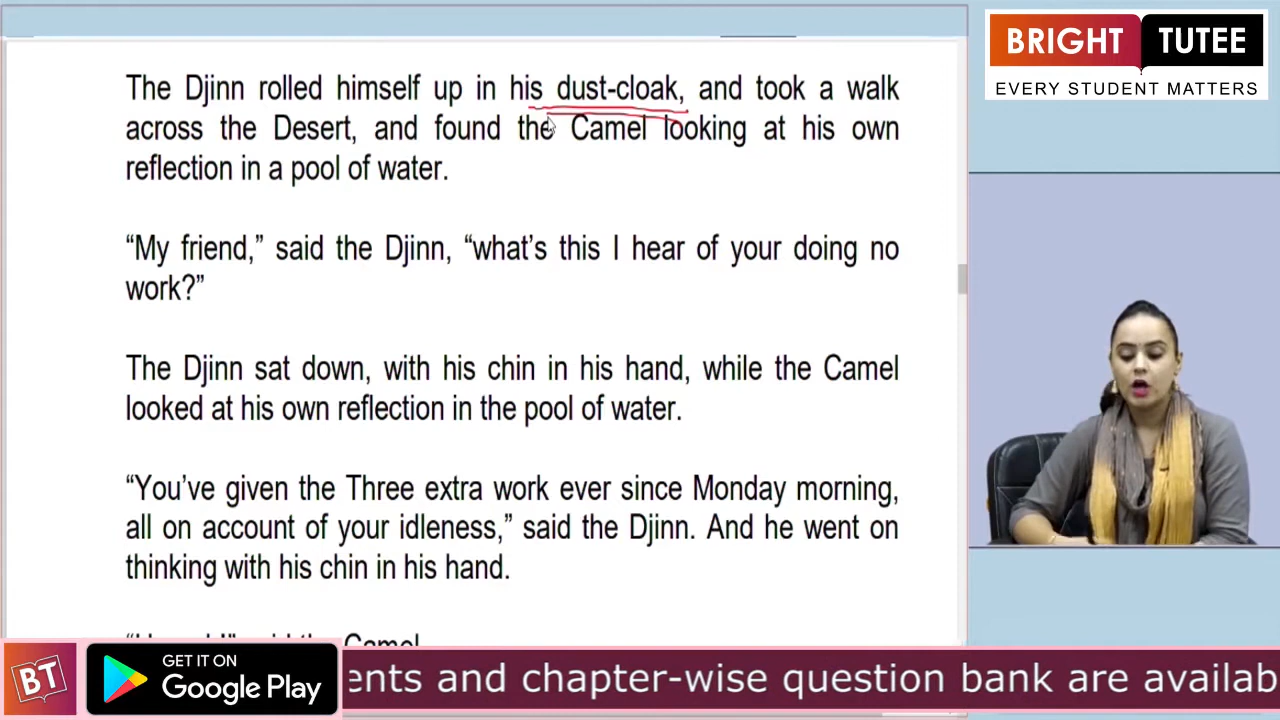 The Djinn rolled himself up in his dust-cloak, and took a walk
across the Desert, and found the Camel looking at his own
reflection in a pool of water.
“My friend,” said the Djinn, “what’s this I hear of your doing no
work?”
The Djinn sat down, with his chin in his hand, while the Camel
looked at his own reflection in the pool of water.
“You’ve given the Three extra work ever since Monday morning,
all on account of your idleness,” said the Djinn. And he went on
thinking with his chin in his hand.
Camel
BRIGHT TUTEE
EVERY STUDENT MATTERS
BT
GET IT ON
Google Play
ents and chapter-wise question bank are availab